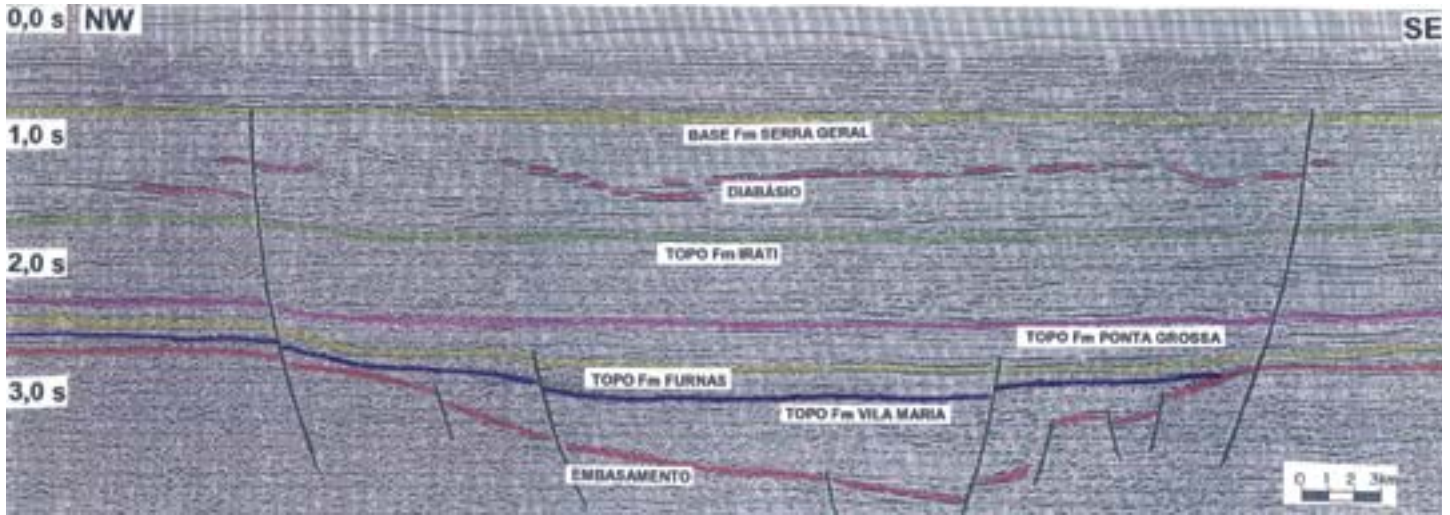 0,0 s NW SE
BASE Fm SERRA GERAL
1,0 s
DIABÁSIO
TOPO Fm IRATI
2,0 s
TOPO Fm PONTA GROSSA
TOPO Fm FURNAS
3,0 s
TOPO Fm VILA MARIA
EMBASAMENTO
0 1 2 3km